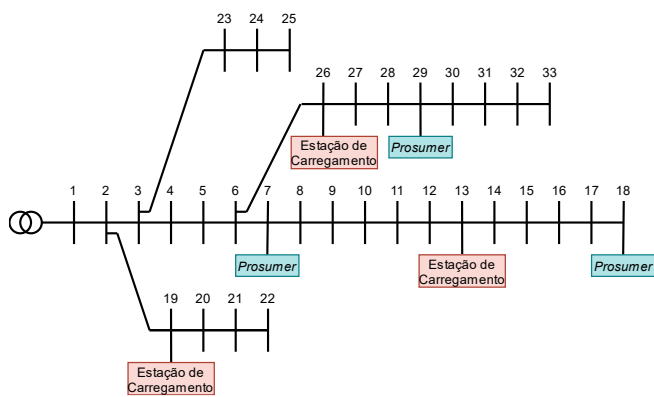 23 24 25
26 27 28 29 30 31 32 33
Estação de
Carregamento
Prosumer
1 2 3 4 5 6 7 8 9 10 11 12 13 14 15 16 17 18
Prosumer
Estação de
Carregamento
Prosumer
19 20 21 22
Estação de
Carregamento